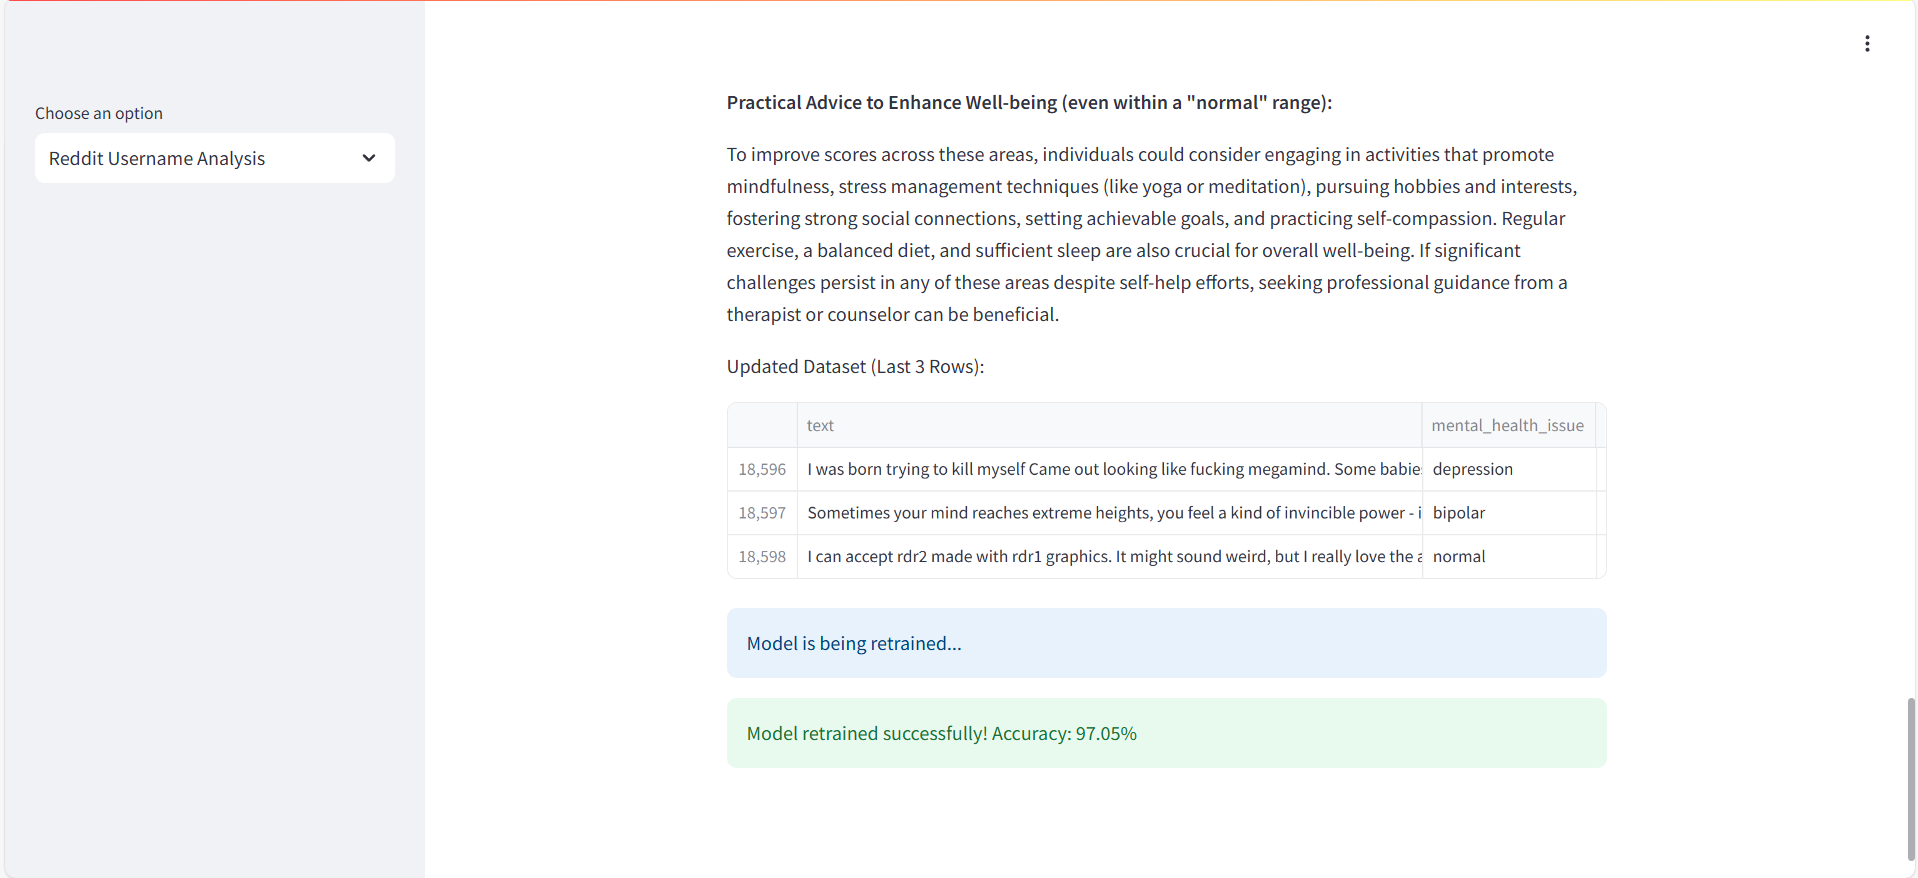 Choose an option
Reddit Username Analysis
Practical Advice to Enhance Well-being (even within a "normal" range):
To improve scores across these areas, individuals could consider engaging in activities that promote
mindfulness, stress management techniques (like yoga or meditation), pursuing hobbies and interests,
fostering strong social connections, setting achievable goals, and practicing self-compassion. Regular
exercise, a balanced diet, and sufficient sleep are also crucial for overall well-being. If significant
challenges persist in any of these areas despite self-help efforts, seeking professional guidance from a
therapist or counselor can be beneficial.
Updated Dataset (Last 3 Rows):
text mental_health_issue
18,596 I was born trying to kill myself Came out looking like fucking megamind. Some babies depression
18,597 Sometimes your mind reaches extreme heights, you feel a kind of invincible power - i bipolar
18,598 I can accept rdr2 made with rdr1 graphics. It might sound weird, but I really love the a normal
Model is being retrained...
Model retrained successfully! Accuracy: 97.05%